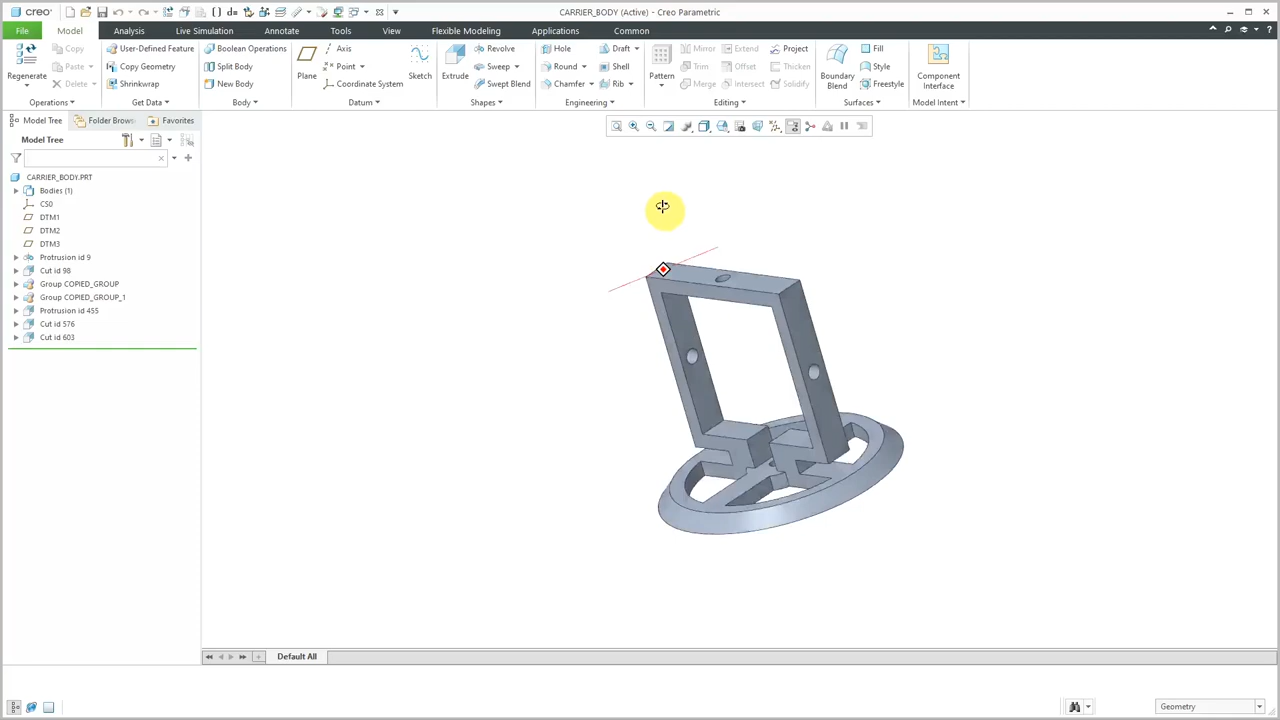 creo
CARRIER_BODY (Active) - Creo Parametric
File Model Analysis Live Simulation Annotate Tools View Flexible Modeling Applications Common
Regenerate
Copy
Paste
Delete
Operations
User-Defined Feature
Copy Geometry
Shrinkwrap
Get Data
Boolean Operations
Split Body
New Body
Body
Plane
Axis
Point
Coordinate System
Sketch
Datum
Extrude
Revolve
Sweep
Swept Blend
Shapes
Hole
Round
Chamfer
Draft
Shell
Rib
Engineering
Pattern
Mirror
Trim
Merge
Extend
Offset
Intersect
Project
Thicken
Solidify
Editing
Boundary
Blend
Fill
Style
Freestyle
Surfaces
Component
Interface
Model Intent
Model Tree Folder Brows Favorites
Model Tree
CARRIER_BODY.PRT
Bodies (1)
CS0
DTM1
DTM2
DTM3
Protrusion id 9
Cut id 98
Group COPIED_GROUP
Group COPIED_GROUP_1
Protrusion id 455
Cut id 576
Cut id 603
Default All
Geometry